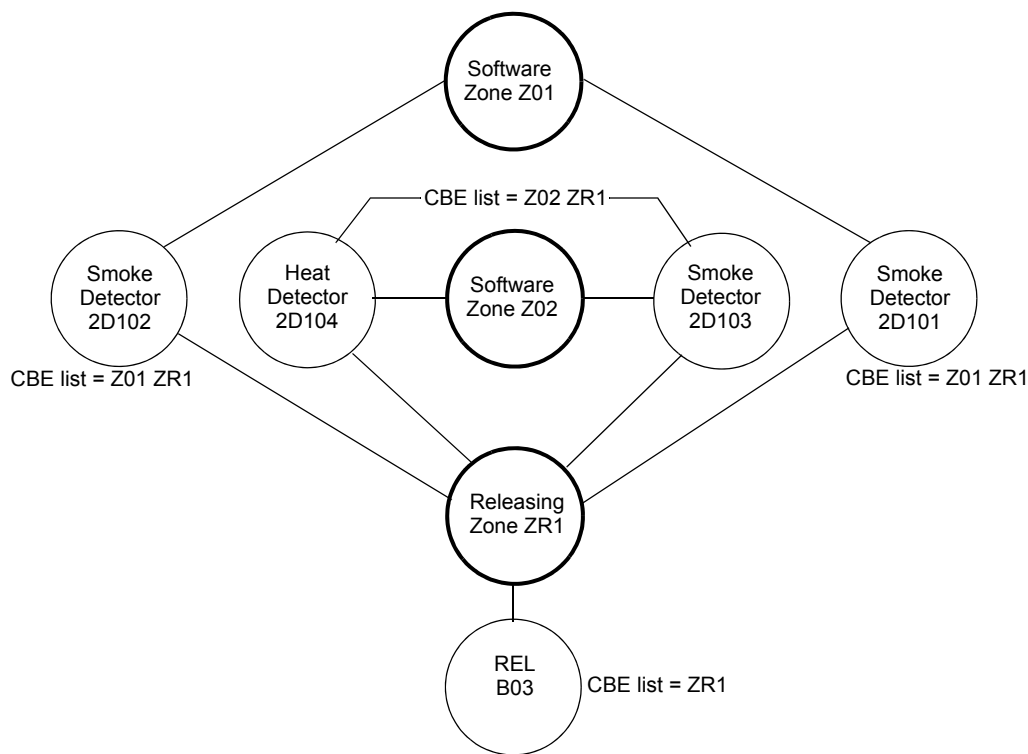 Software
Zone Z01
CBE list = Z02 ZR1
Smoke
Detector
2D102
Heat
Detector
2D104
Software
Zone Z02
Smoke
Detector
2D103
Smoke
Detector
2D101
CBE list = Z01 ZR1
CBE list = Z01 ZR1
Releasing
Zone ZR1
REL
B03
CBE list = ZR1